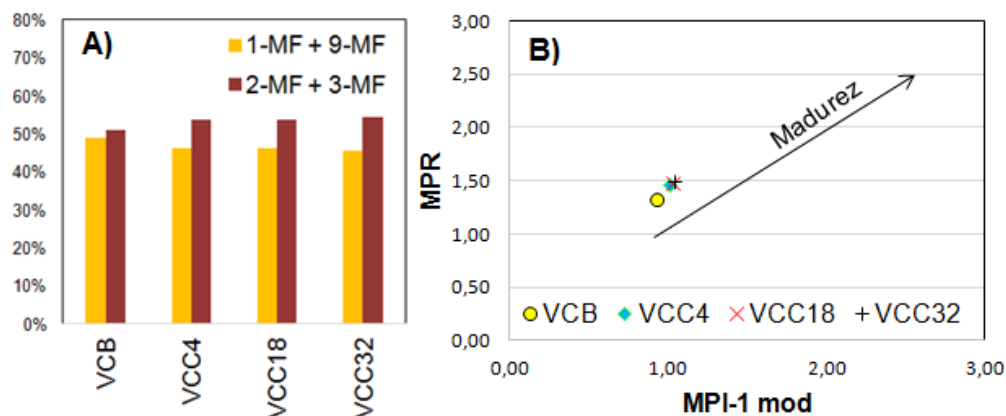 A)
1-MF + 9-MF
2-MF + 3-MF
80%
70%
60%
50%
40%
30%
20%
10%
0%
VCB
VCC4
VCC18
VCC32
B)
Madurez
MPR
3,00
2,50
2,00
1,50
1,00
0,50
0,00
VCB VCC4 VCC18 VCC32
0,00 1,00 2,00 3,00
MPI-1 mod